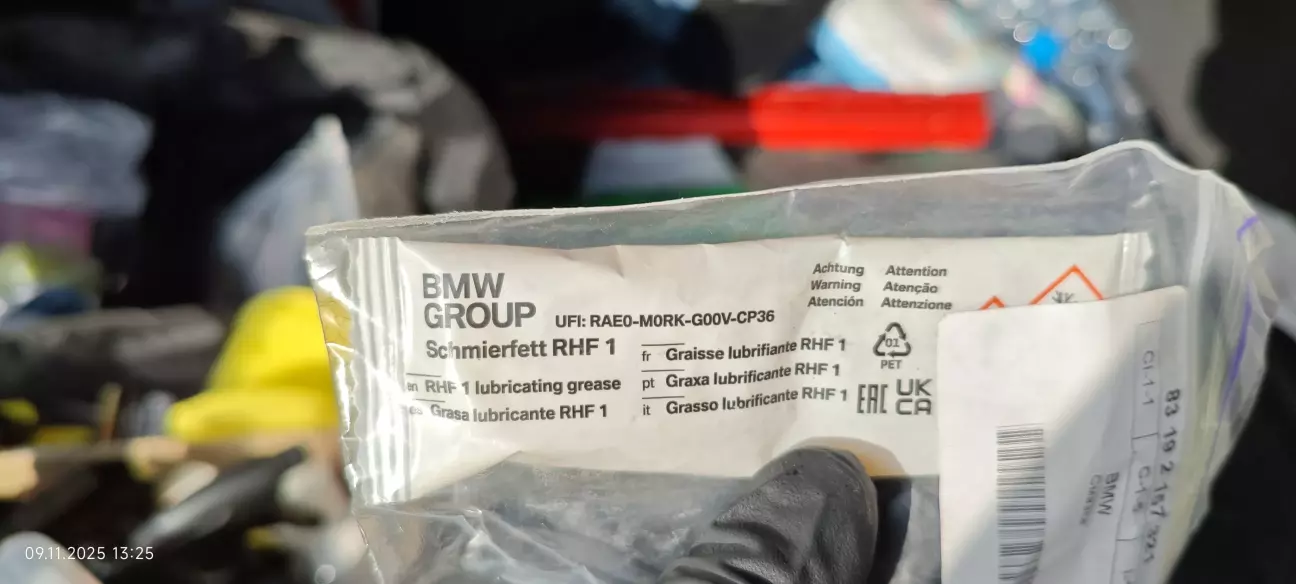 BMW
GROUP
UFI: RAE0-M0RK-G00V-CP36
Schmierfett RHF 1
en RHF 1 lubricating grease
es Grasa lubricante RHF 1
fr Graisse lubrifiante RHF 1
pt Graxa lubrificante RHF 1
it Grasso lubrificante RHF 1
Achtung Attention
Warning Atenção
Atención Attenzione
01
PET
EAC
UK
CA
83 19 2 157 
BMW
09.11.2025 13:25